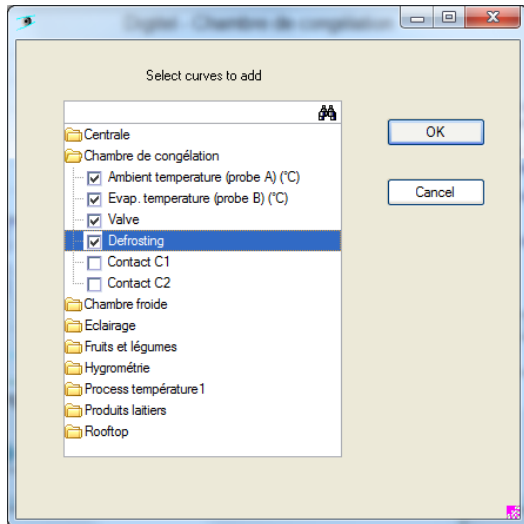 Digitel - Chambre de congélation
Select curves to add
Centrale
Chambre de congélation
Ambient temperature (probe A) (°C)
Evap. temperature (probe B) (°C)
Valve
Defrosting
Contact C1
Contact C2
Chambre froide
Eclairage
Fruits et légumes
Hygrométrie
Process température1
Produits laitiers
Rooftop
OK
Cancel